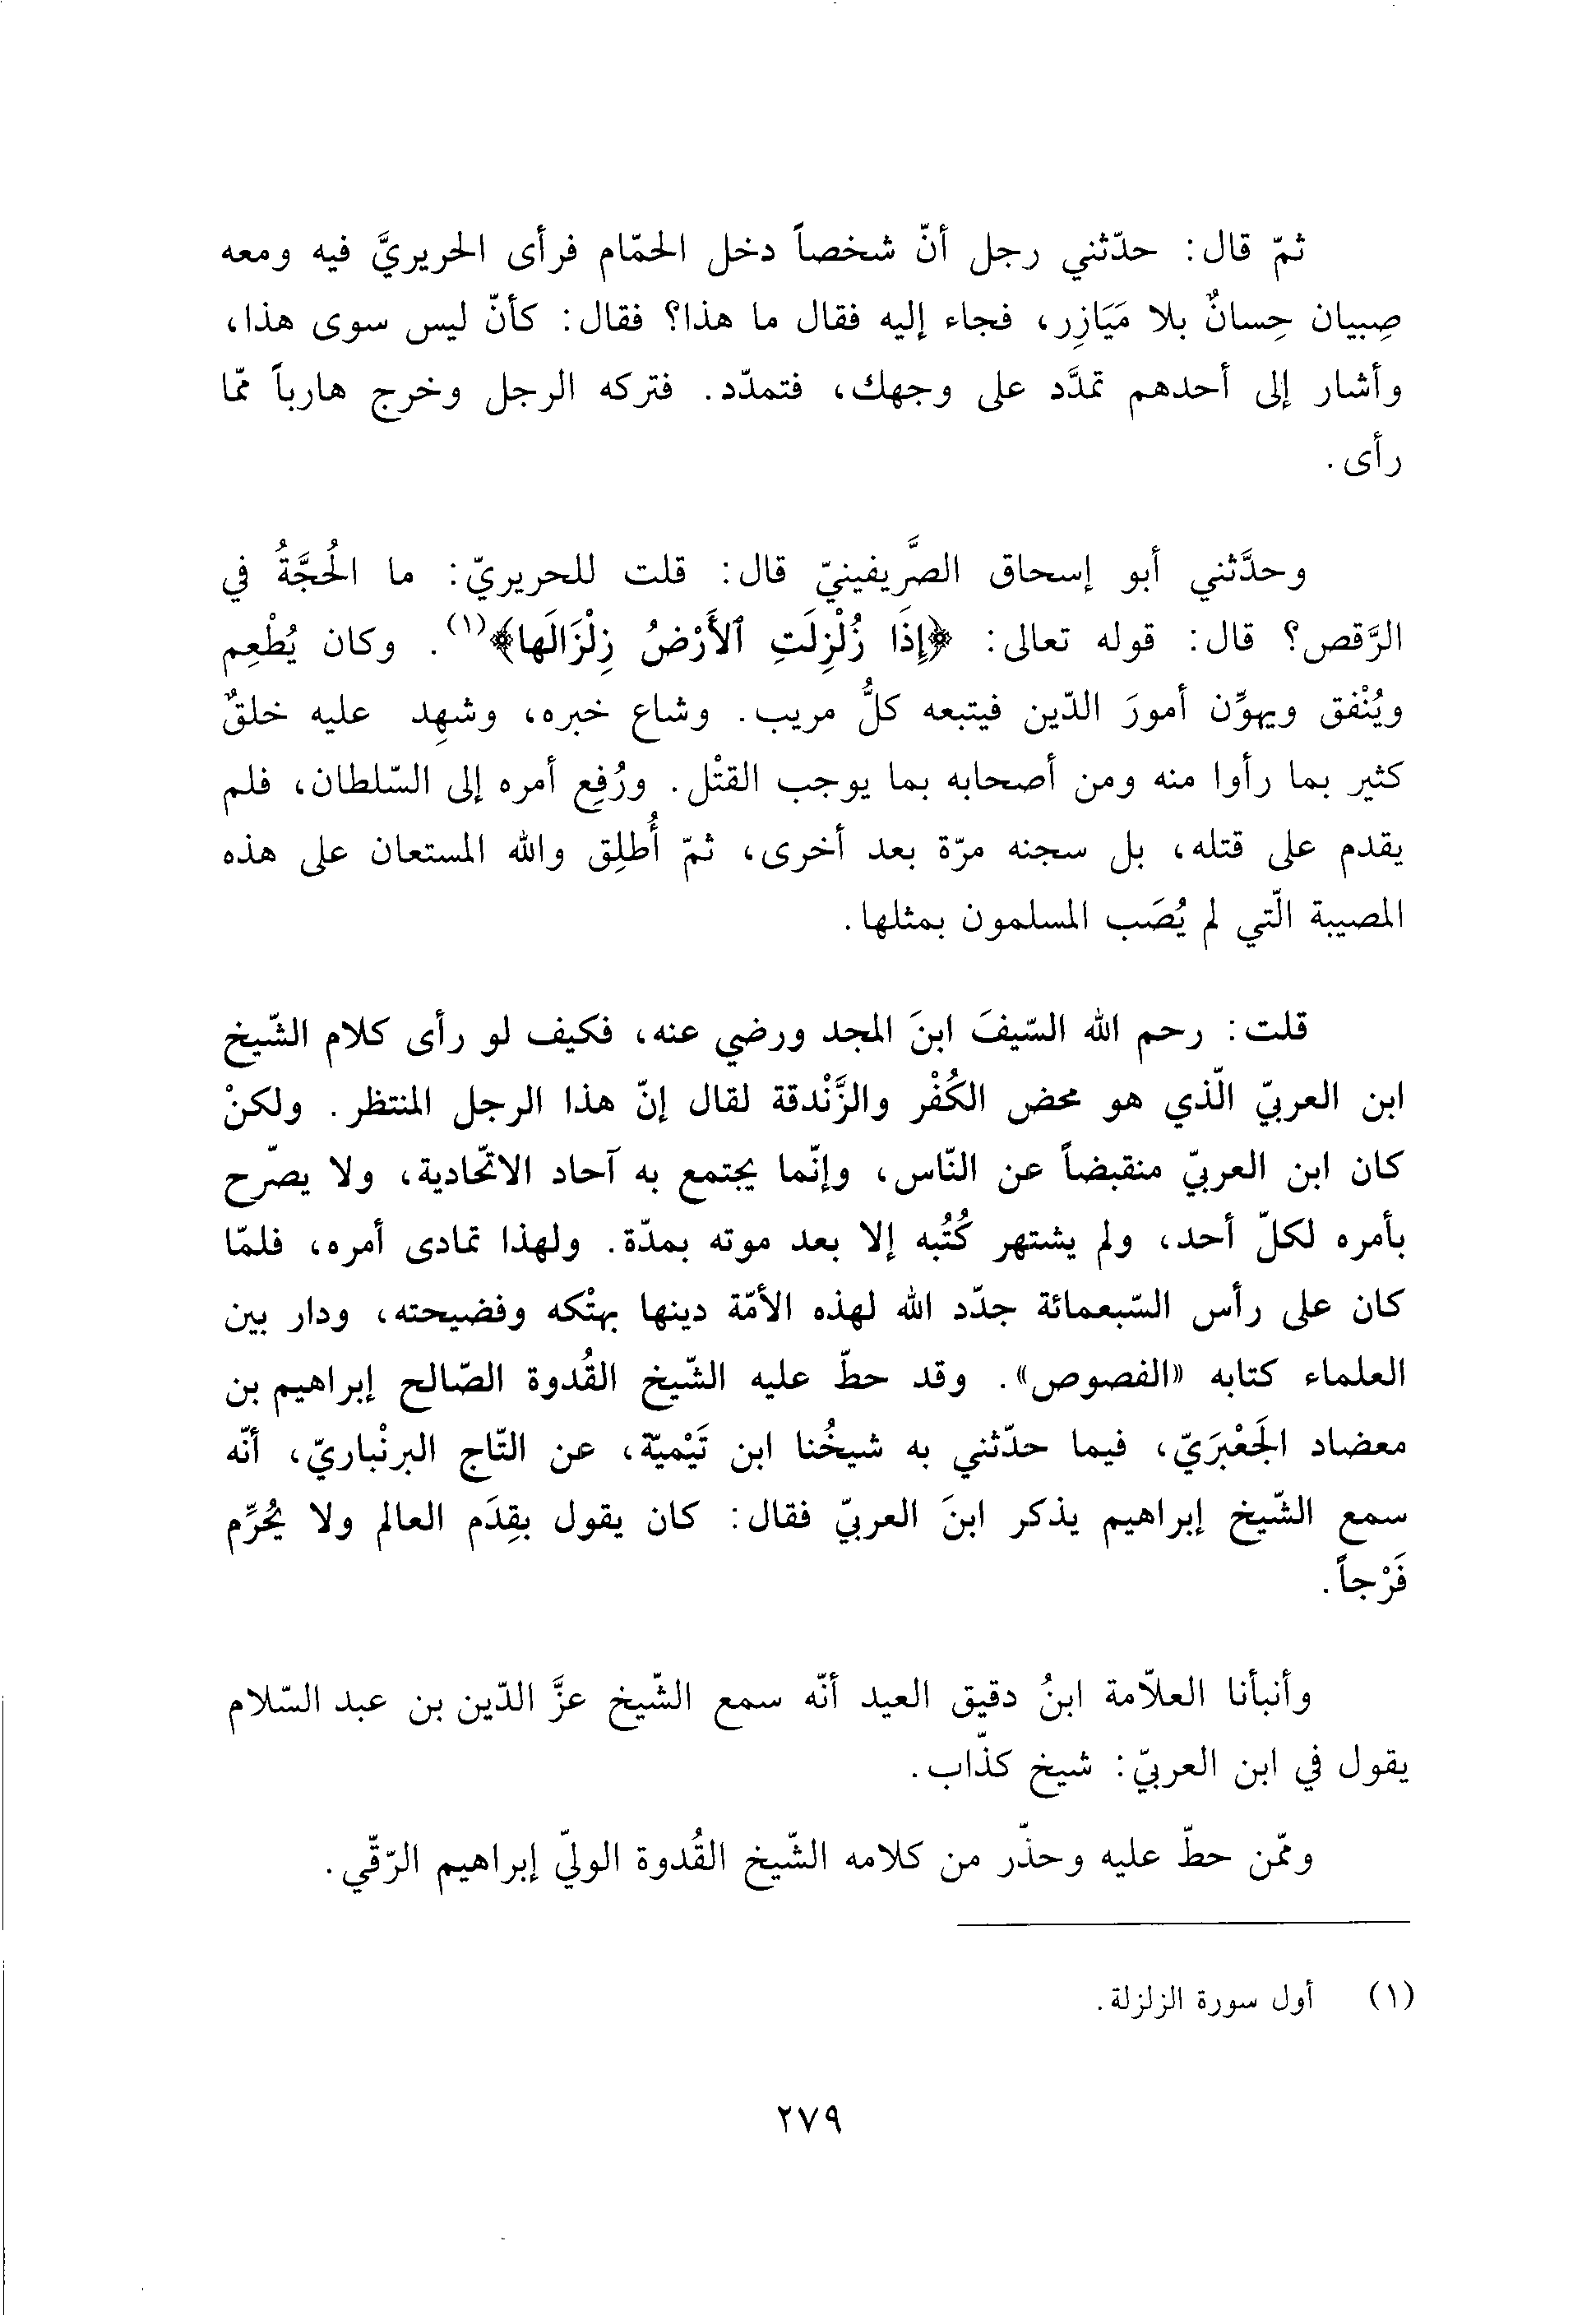 ثمّ قال: حدّثني رجل أنّ شخصاً دخل الحمّام فرأى الحريريَّ فيه ومعه
صِبيان حِسانٌ بلا مَيَازِر، فجاء إليه فقال ما هذا؟ فقال: كأنّ ليس سوى هذا،
وأشار إلى أحدهم تمدَّد على وجهك، فتمدّد. فتركه الرجل وخرج هارباً ممّا
رأى.
وحدَّثني أبو إسحاق الصَّريفينيّ قال: قلت للحريريّ: ما الحُجَّةُ في
الرَّقص؟ قال: قوله تعالى: ﴿إِذَا زُلْزِلَتِ ٱلأَرْضُ زِلْزَالَها﴾(١). وكان يُطْعِم
ويُنْفق ويهوِّن أمورَ الدّين فيتبعه كلُّ مريب. وشاع خبره، وشهِد عليه خلقٌ
كثير بما رأوا منه ومن أصحابه بما يوجب القتْل. ورُفِع أمره إلى السّلطان، فلم
يقدم على قتله، بل سجنه مرّة بعد أخرى، ثمّ أُطلِق والله المستعان على هذه
المصيبة الّتي لم يُصَب المسلمون بمثلها.
قلت: رحم الله السّيفَ ابنَ المجد ورضي عنه، فكيف لو رأى كلام الشّيخ
ابن العربيّ الّذي هو محض الكُفْر والزَّنْدقة لقال إنّ هذا الرجل المنتظر. ولكنْ
كان ابن العربيّ منقبضاً عن النّاس، وإنّما يجتمع به آحاد الاتّحادية، ولا يصرّح
بأمره لكلّ أحد، ولم يشتهر كُتُبه إلا بعد موته بمدّة. ولهذا تمادى أمره، فلمّا
كان على رأس السّبعمائة جدّد الله لهذه الأمّة دينها بهتْكه وفضيحته، ودار بين
العلماء كتابه «الفصوص». وقد حطّ عليه الشّيخ القُدوة الصّالح إبراهيم بن
معضاد الجَعْبَريّ، فيما حدّثني به شيخُنا ابن تَيْميّة، عن التّاج البرنْباريّ، أنّه
سمع الشّيخ إبراهيم يذكر ابنَ العربيّ فقال: كان يقول بقِدَم العالم ولا يحُرِّم
فَرْجاً.
وأنبأنا العلاّمة ابنُ دقيق العيد أنّه سمع الشّيخ عزَّ الدّين بن عبد السّلام
يقول في ابن العربيّ: شيخ كذّاب.
وممّن حطّ عليه وحذّر من كلامه الشّيخ القُدوة الوليّ إبراهيم الرّقّي.
(١) أول سورة الزلزلة.
٢٧٩